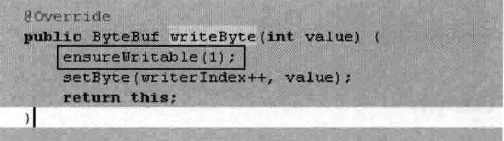 @Override
public ByteBuf writeByte(int value) {
ensureWritable(1);
setByte(writerIndex++, value);
return this;
}